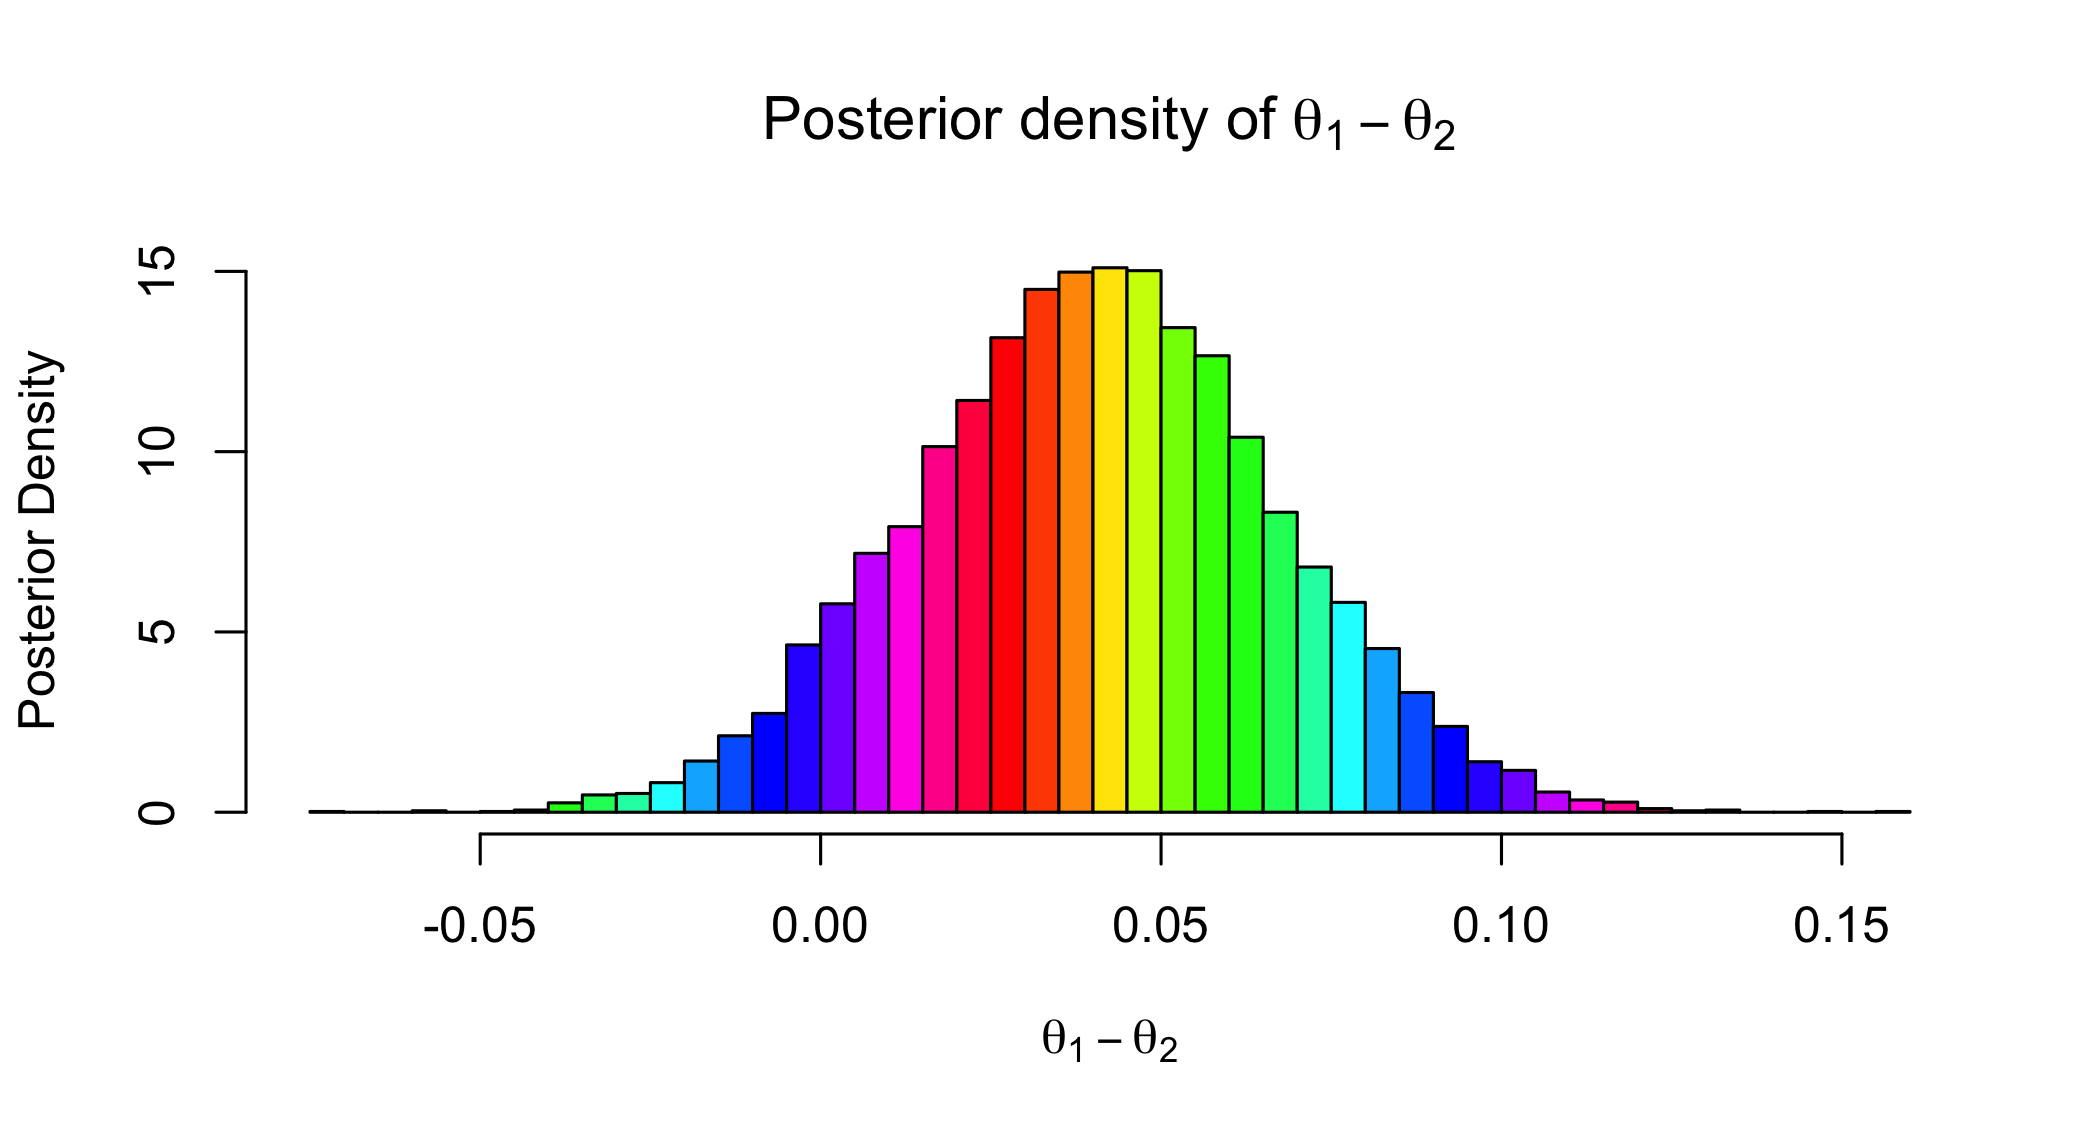 Posterior density of θ₁ – θ₂
Posterior Density
15
10
5
0
-0.05 0.00 0.05 0.10 0.15
θ₁ – θ₂